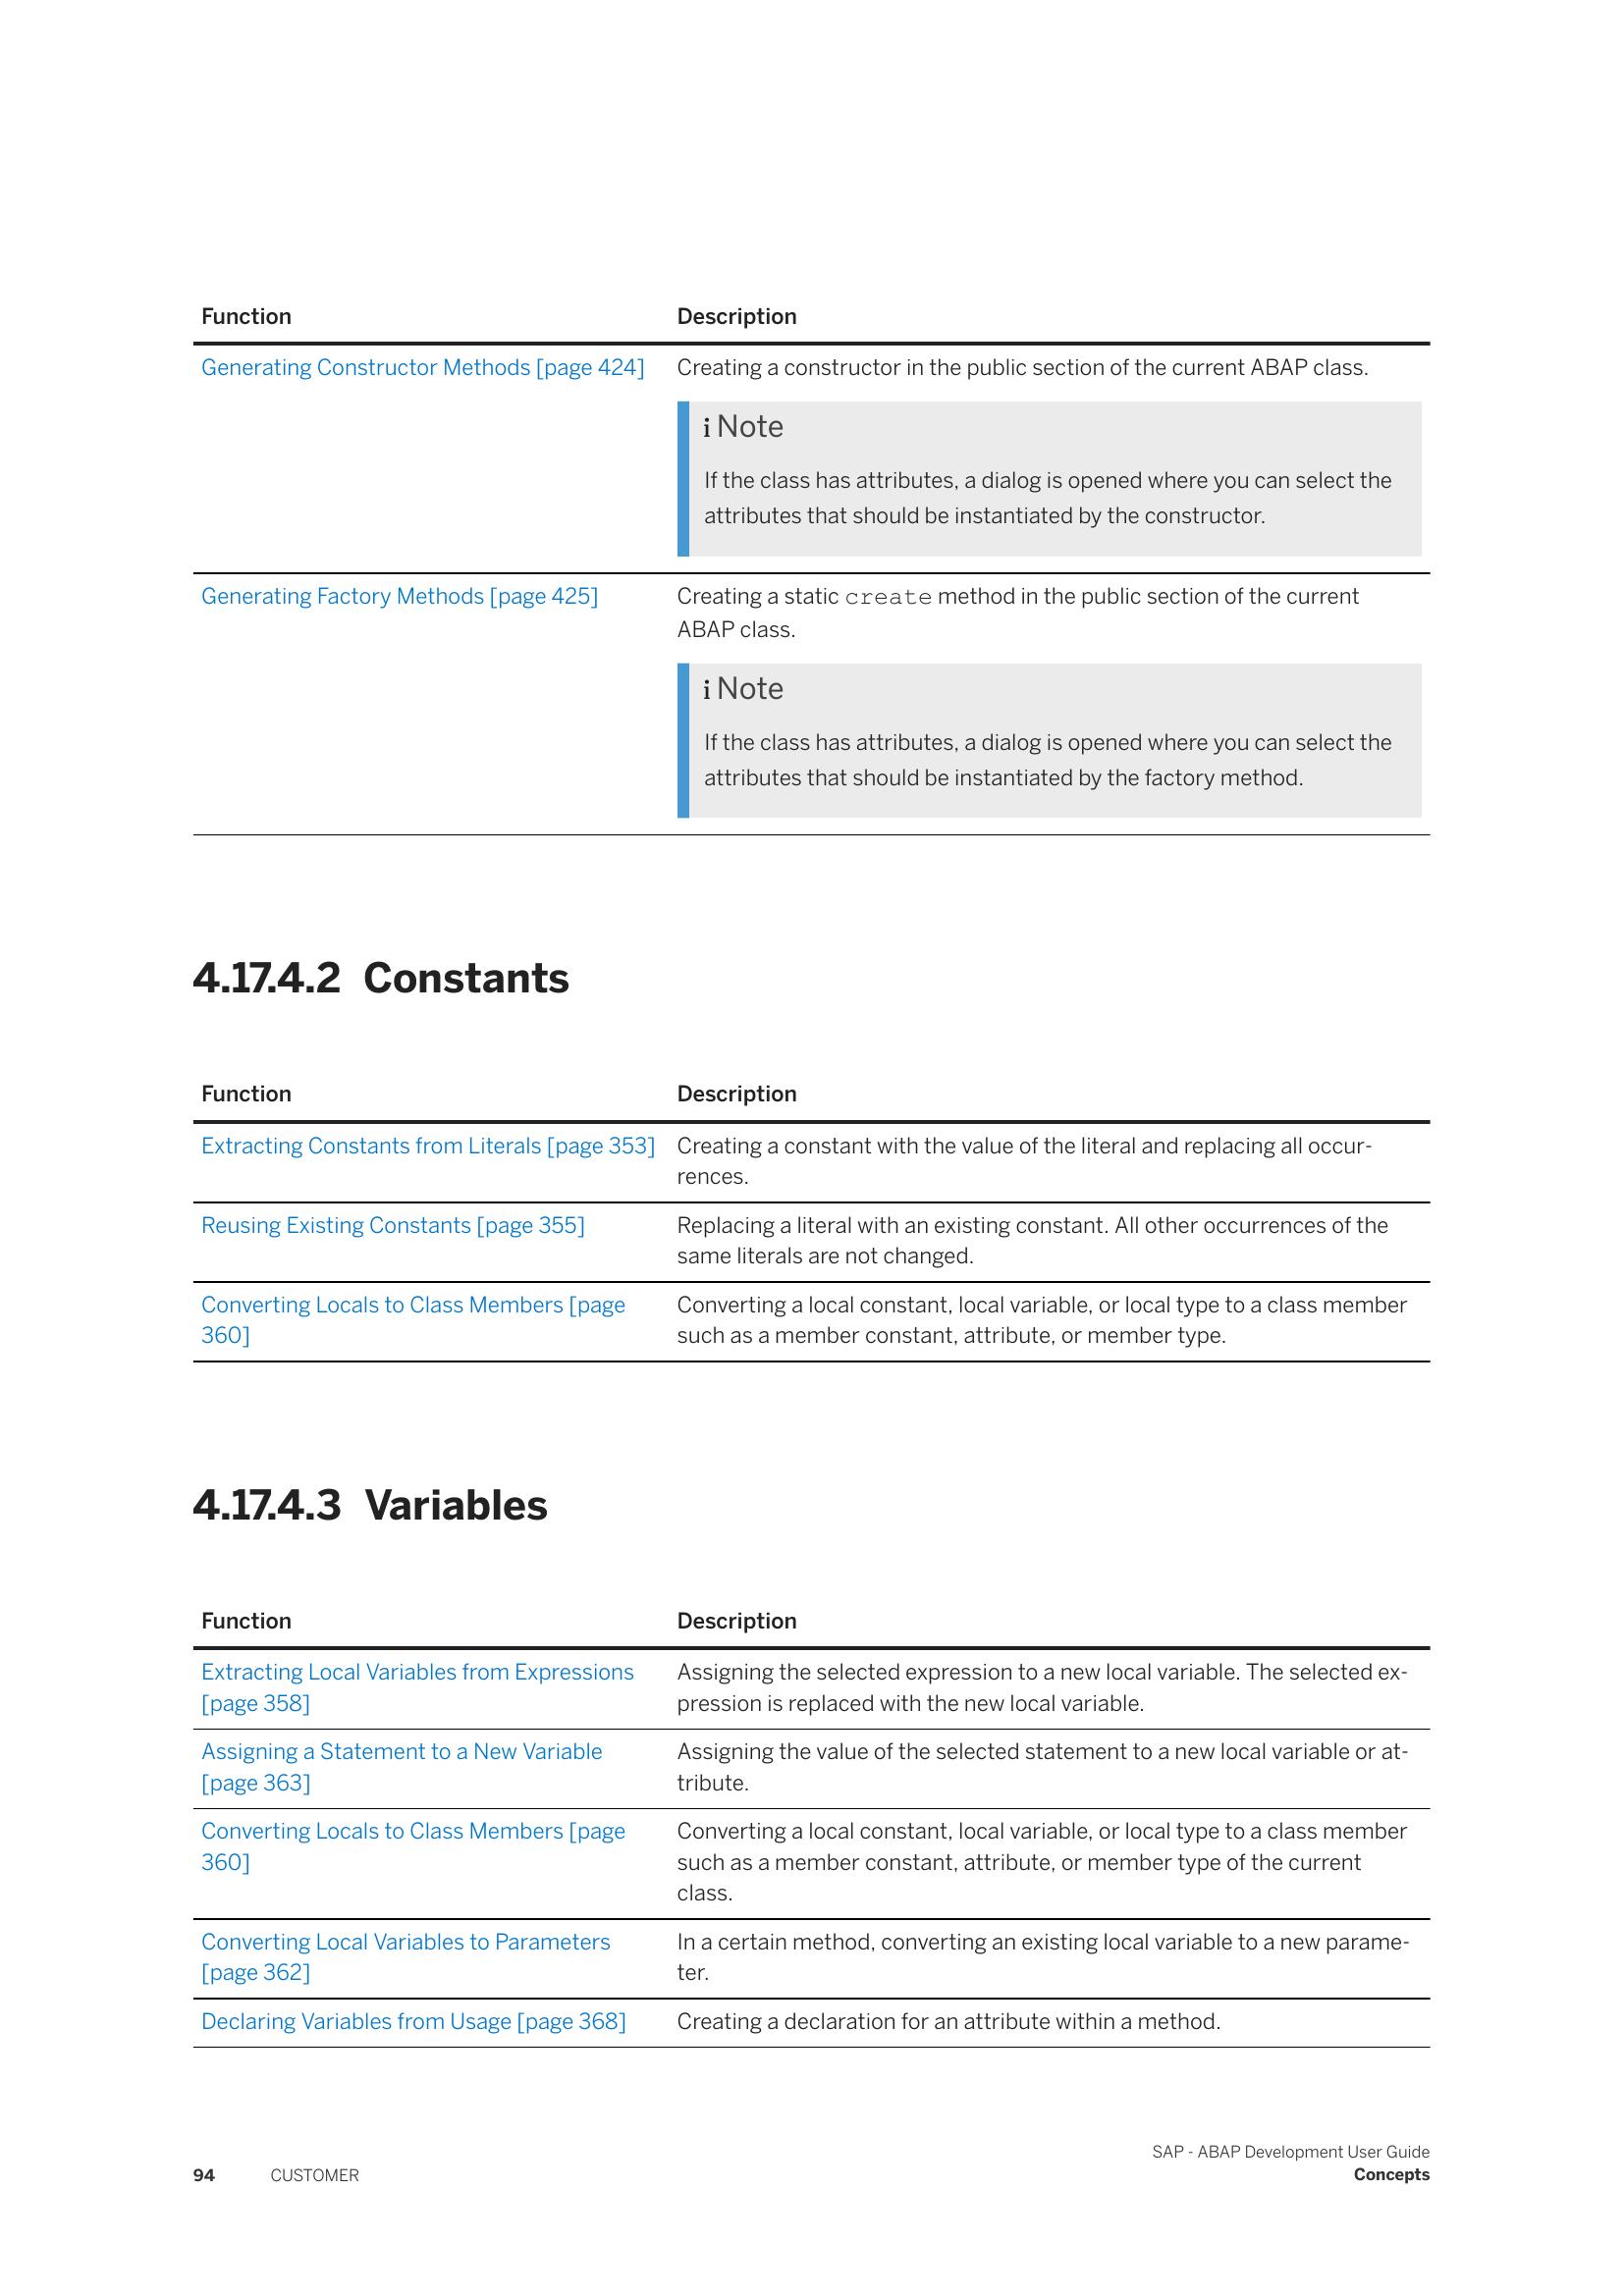 Function Description
Generating Constructor Methods [page 424] Creating a constructor in the public section of the current ABAP class.
i Note
If the class has attributes, a dialog is opened where you can select the
attributes that should be instantiated by the constructor.
Generating Factory Methods [page 425] Creating a static create method in the public section of the current
ABAP class.
i Note
If the class has attributes, a dialog is opened where you can select the
attributes that should be instantiated by the factory method.
4.17.4.2 Constants
Function Description
Extracting Constants from Literals [page 353] Creating a constant with the value of the literal and replacing all occur-
rences.
Reusing Existing Constants [page 355] Replacing a literal with an existing constant. All other occurrences of the
same literals are not changed.
Converting Locals to Class Members [page Converting a local constant, local variable, or local type to a class member
360] such as a member constant, attribute, or member type.
4.17.4.3 Variables
Function Description
Extracting Local Variables from Expressions Assigning the selected expression to a new local variable. The selected ex-
[page 358] pression is replaced with the new local variable.
Assigning a Statement to a New Variable Assigning the value of the selected statement to a new local variable or at-
[page 363] tribute.
Converting Locals to Class Members [page Converting a local constant, local variable, or local type to a class member
360] such as a member constant, attribute, or member type of the current
class.
Converting Local Variables to Parameters In a certain method, converting an existing local variable to a new parame-
[page 362] ter.
Declaring Variables from Usage [page 368] Creating a declaration for an attribute within a method.
SAP - ABAP Development User Guide
94 CUSTOMER Concepts